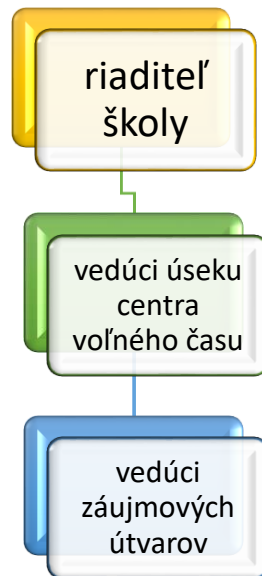 riaditeľ
školy
vedúci úseku
centra
voľného času
vedúci
záujmových
útvarov